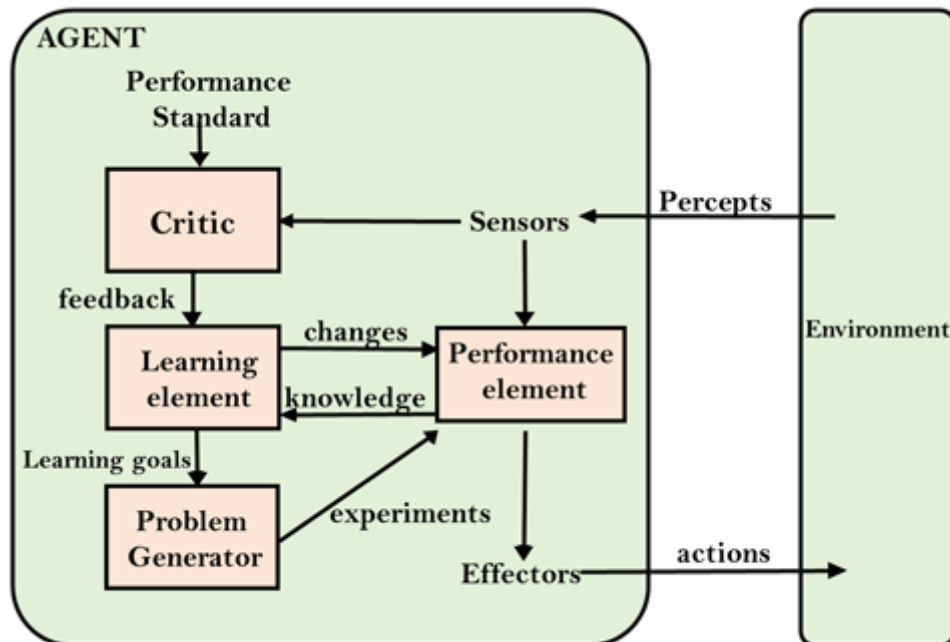 AGENT
Performance
Standard
Critic
Sensors
Percepts
feedback
changes
Learning
element
Performance
element
Environment
knowledge
Learning goals
Problem
Generator
experiments
Effectors
actions